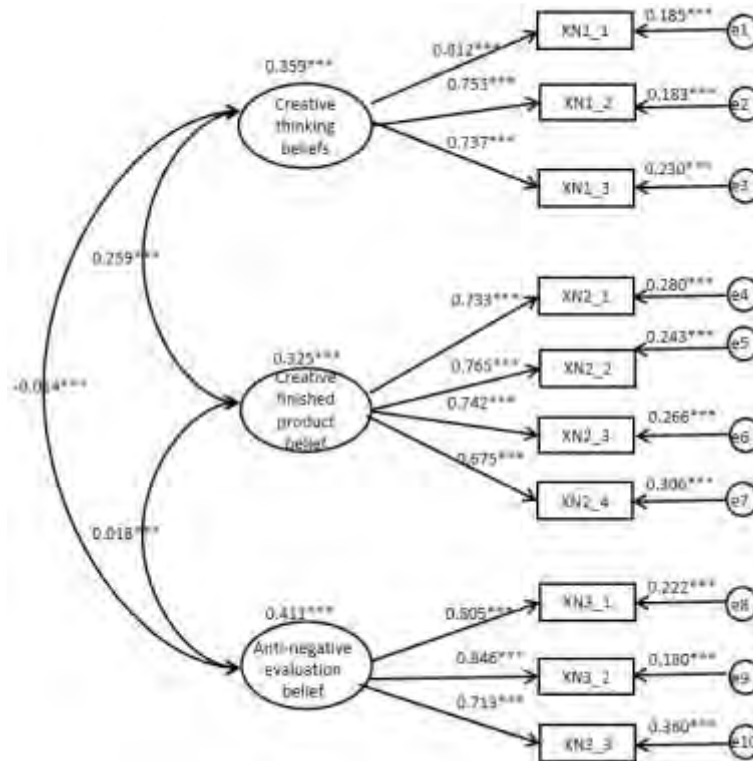 XN1_1
0.185***
e1
0.812***
0.359***
Creative
thinking
beliefs
0.753***
XN1_2
0.183***
e2
0.737***
XN1_3
0.230***
e3
0.259***
0.733***
XN2_1
0.280***
e4
0.243***
e5
0.325***
Creative
finished
product
belief
0.765***
XN2_2
0.742***
XN2_3
0.266***
e6
0.675***
XN2_4
0.306***
e7
0.018***
0.411***
Anti-negative
evaluation
belief
0.805***
XN3_1
0.222***
e8
0.846***
XN3_2
0.180***
e9
0.713***
XN3_3
0.360***
e10